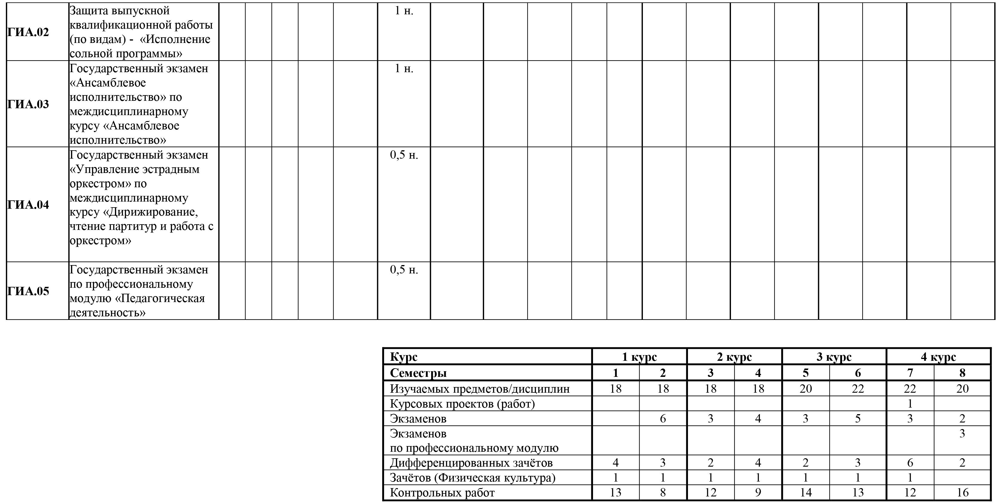 Защита выпускной 1 н.
квалификационной работы
ГИА.02 (по видам) - «Исполнение
сольной программы»
Государственный экзамен 1 н.
«Ансамблевое
исполнительство» по
ГИА.03 междисциплинарному
курсу «Ансамблевое
исполнительство»
Государственный экзамен 0,5 н.
«Управление эстрадным
оркестром» по
междисциплинарному
ГИА.04 курсу «Дирижирование,
чтение партитур и работа с
оркестром»
Государственный экзамен 0,5 н.
по профессиональному
ГИА.05 модулю «Педагогическая
деятельность»
Курс 1 курс 2 курс 3 курс 4 курс
Семестры 1 2 3 4 5 6 7 8
Изучаемых предметов/дисциплин 18 18 18 18 20 22 22 20
Курсовых проектов (работ) 1
Экзаменов 6 3 4 3 5 3 2
Экзаменов 3
по профессиональному модулю
Дифференцированных зачётов 4 3 2 4 2 3 6 2
Зачётов (Физическая культура) 1 1 1 1 1 1 1
Контрольных работ 13 8 12 9 14 13 12 16